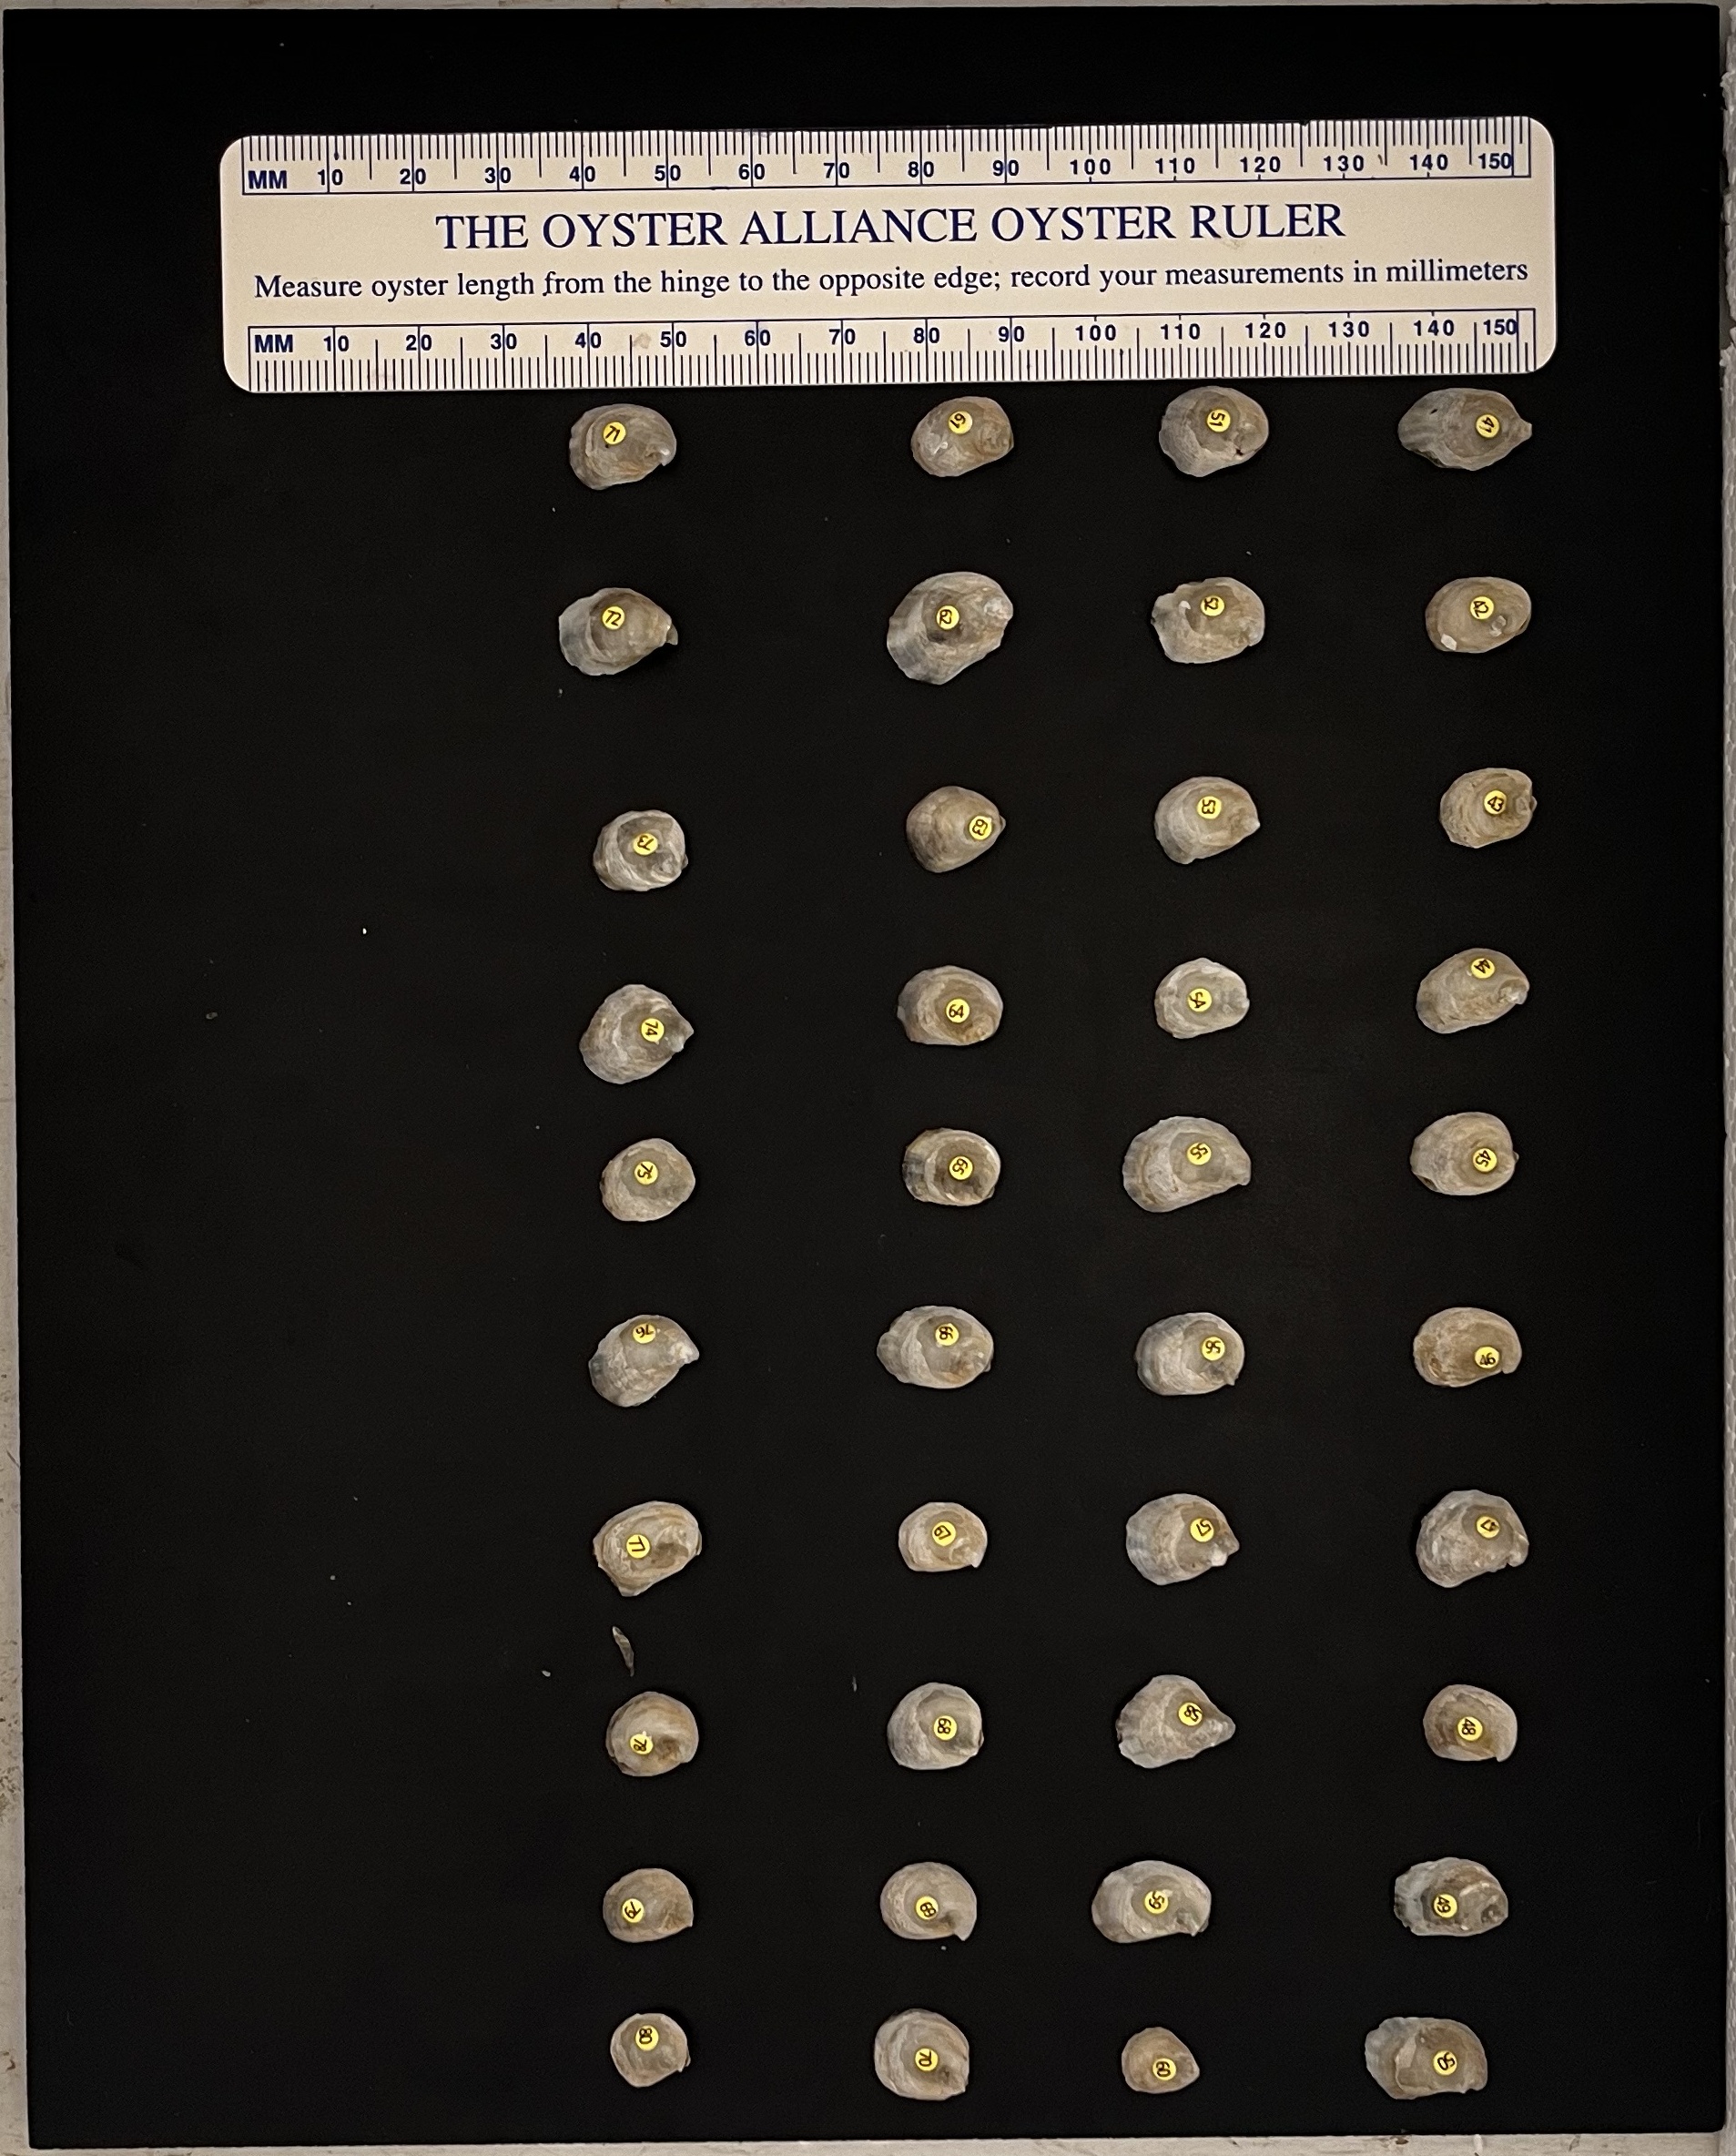 MM 10 20 30 40 50 60 70 80 90 100 110 120 130 140 150
THE OYSTER ALLIANCE OYSTER RULER
Measure oyster length from the hinge to the opposite edge; record your measurements in millimeters
MM 10 20 30 40 50 60 70 80 90 100 110 120 130 140 150
71 61 51 41
72 62 52 42
73 63 53 43
74 64 54 44
75 65 55 45
76 66 56 46
77 67 57 47
78 68 58 48
79 69 59 49
80 70 60 50